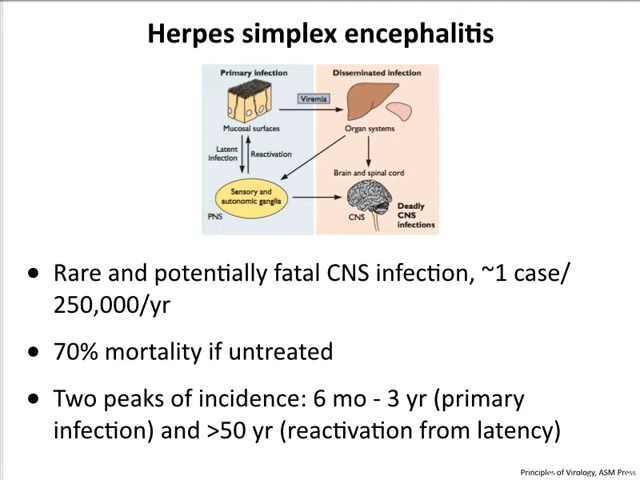 Herpes simplex encephalitis
Primary infection
Disseminated infection
Viremia
Mucosal surfaces
Organ systems
Latent
infection
Reactivation
Brain and spinal cord
Sensory and
autonomic ganglia
PNS
CNS
Deadly
CNS
infections
● Rare and potentially fatal CNS infection, ~1 case/
250,000/yr
● 70% mortality if untreated
● Two peaks of incidence: 6 mo - 3 yr (primary
infection) and >50 yr (reactivation from latency)
Principles of Virology, ASM Press